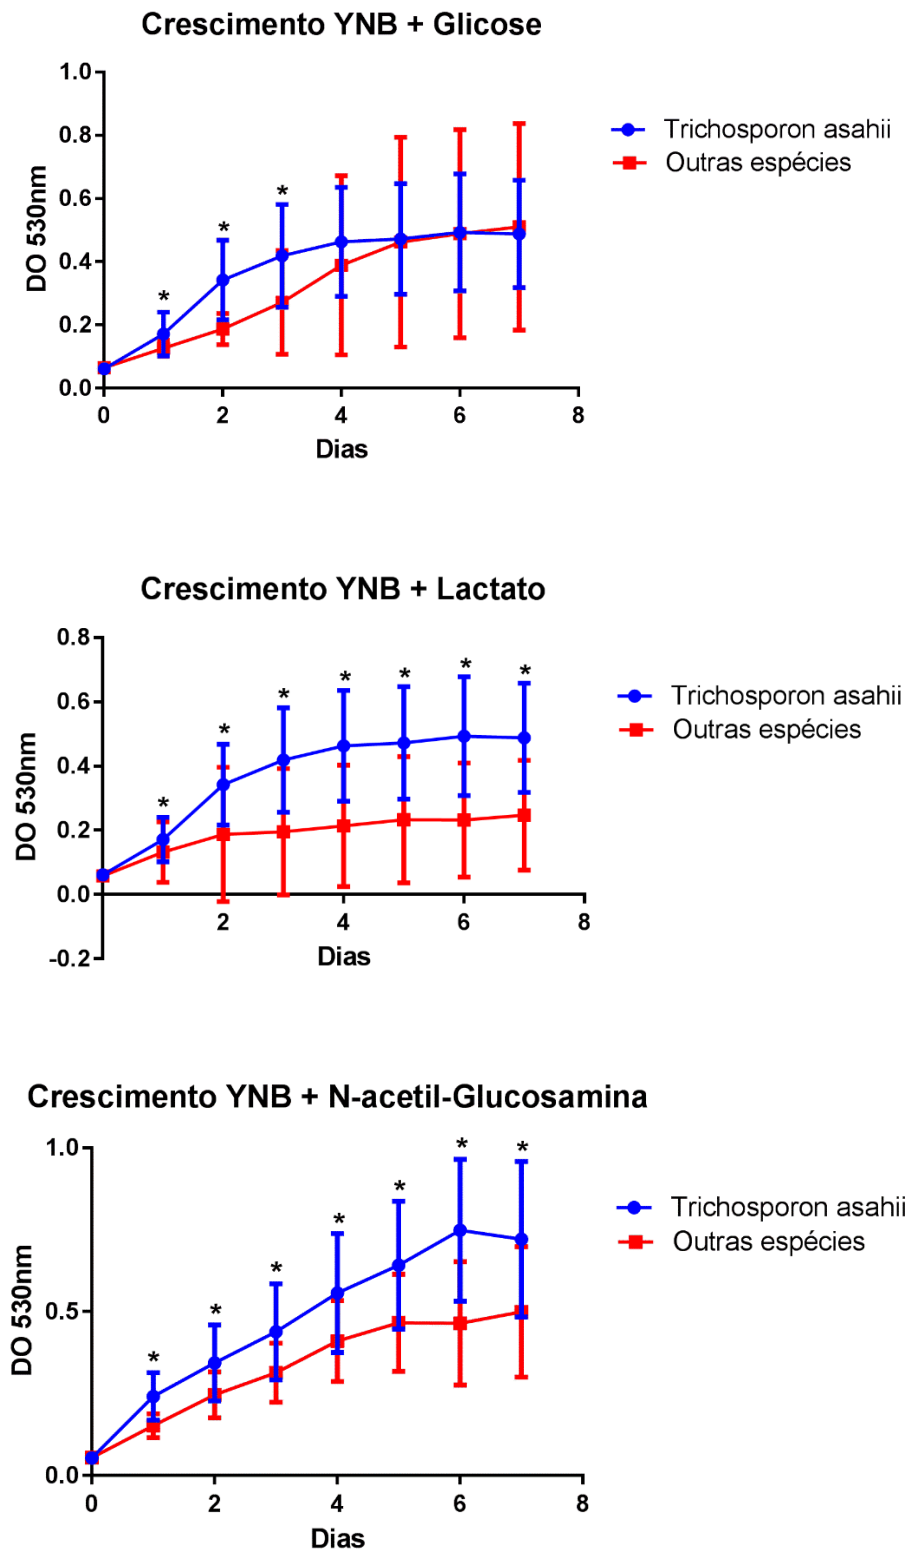 Crescimento YNB + Glicose
1.0
0.8
0.6
0.4
0.2
0.0
DO 530nm
* * *
0 2 4 6 8
Dias
Trichosporon asahii
Outras espécies
Crescimento YNB + Lactato
0.8
0.6
0.4
0.2
0.0
-0.2
DO 530nm
* * * * * * *
2 4 6 8
Dias
Trichosporon asahii
Outras espécies
Crescimento YNB + N-acetil-Glucosamina
1.0
0.5
0.0
DO 530nm
* * * * * * *
0 2 4 6 8
Dias
Trichosporon asahii
Outras espécies